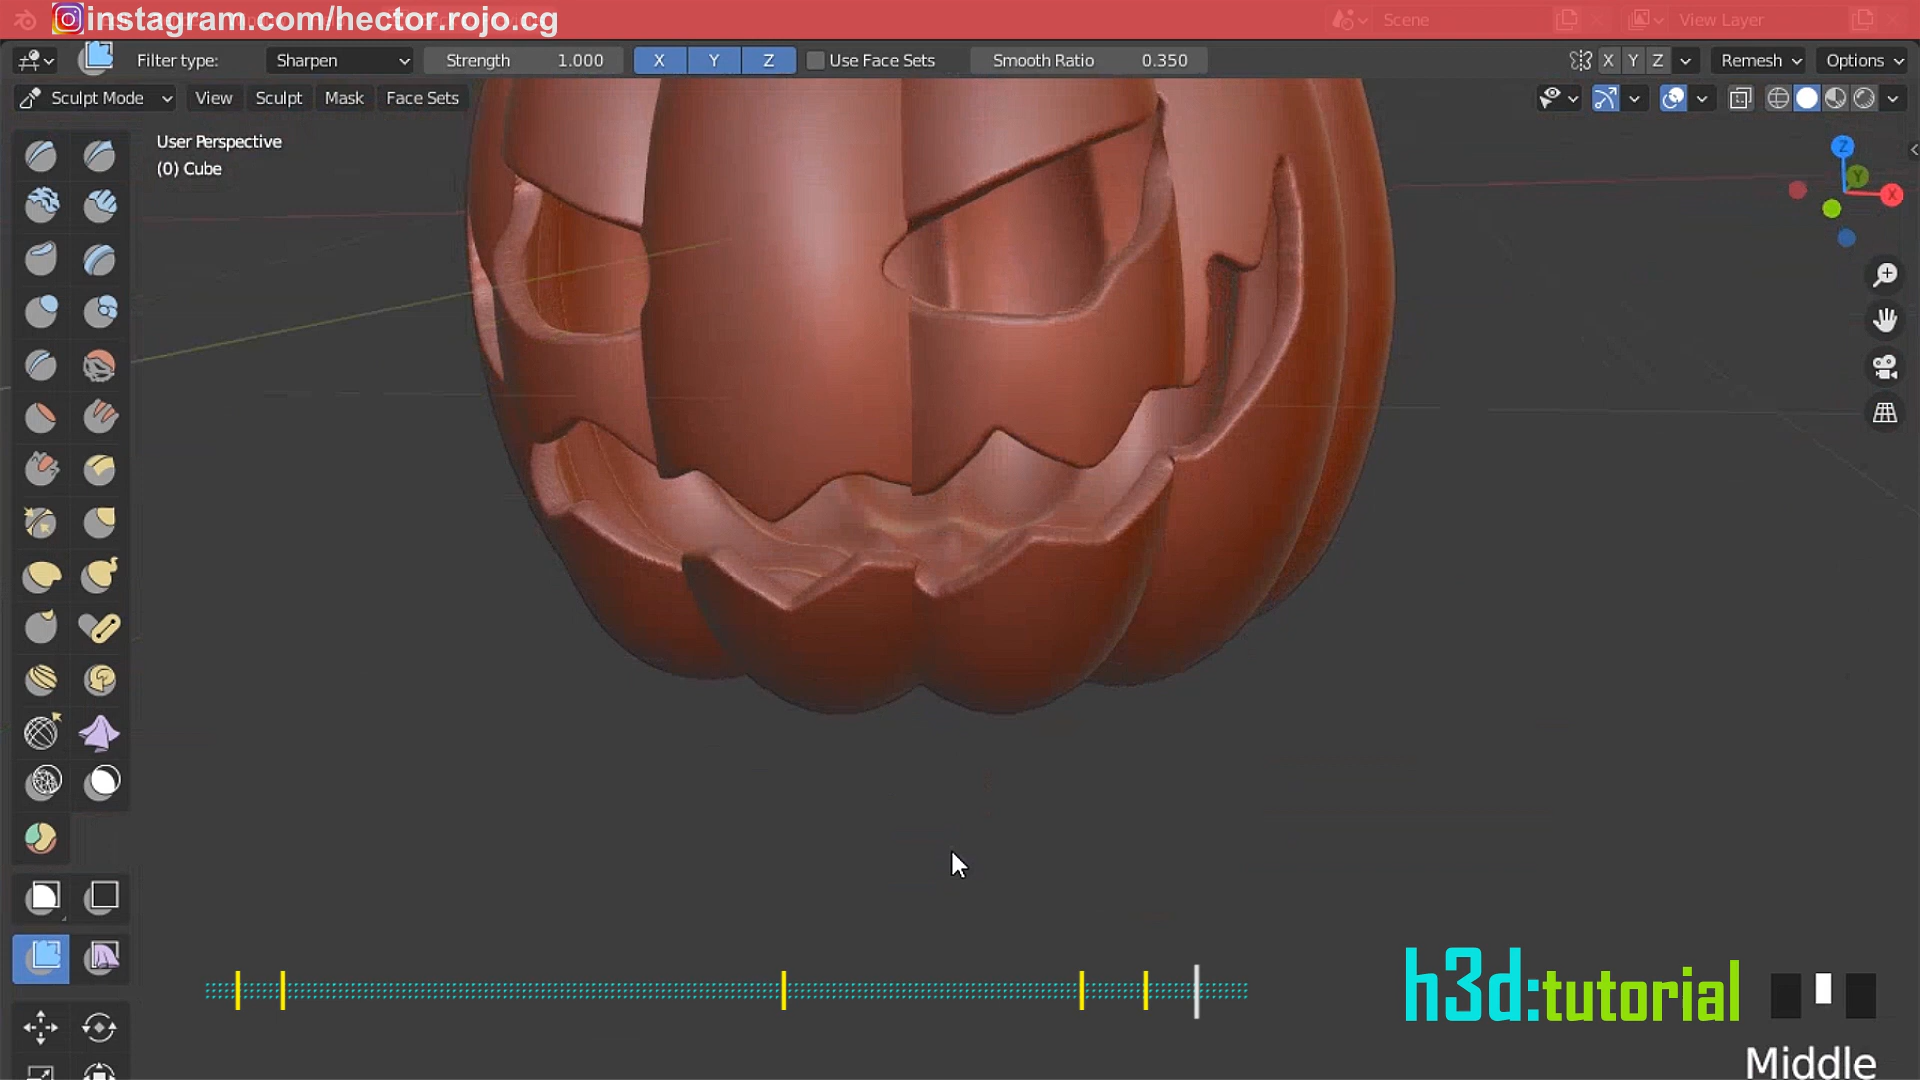 instagram.com/hector.rojo.cg
Scene
View Layer
Filter type:
Sharpen
Strength
1.000
X
Y
Z
Use Face Sets
Smooth Ratio
0.350
X
Y
Z
Remesh
Options
Sculpt Mode
View
Sculpt
Mask
Face Sets
User Perspective
(0) Cube
Z
Y
X
h3d:tutorial
Middle